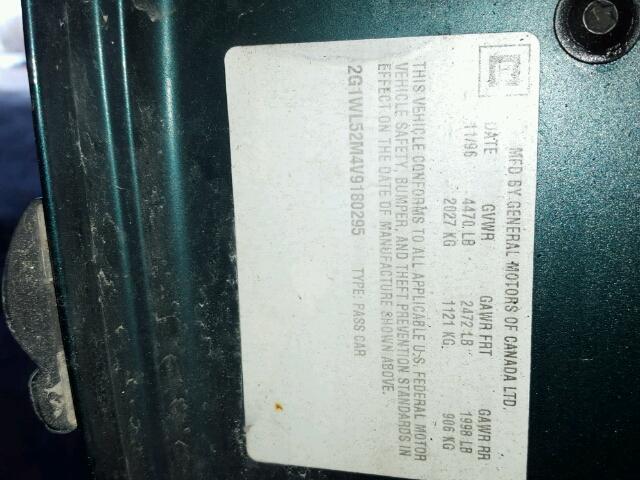 MFD BY GENERAL MOTORS OF CANADA LTD.
DATE GVWR GAWR FRT GAWR RR
11/96 4470 LB 2472 LB 1998 LB
2027 KG 1121 KG. 906 KG
THIS VEHICLE CONFORMS TO ALL APPLICABLE U.S. FEDERAL MOTOR
VEHICLE SAFETY, BUMPER, AND THEFT PREVENTION STANDARDS IN
EFFECT ON THE DATE OF MANUFACTURE SHOWN ABOVE.
2G1WL52M4V9180295 TYPE: PASS CAR